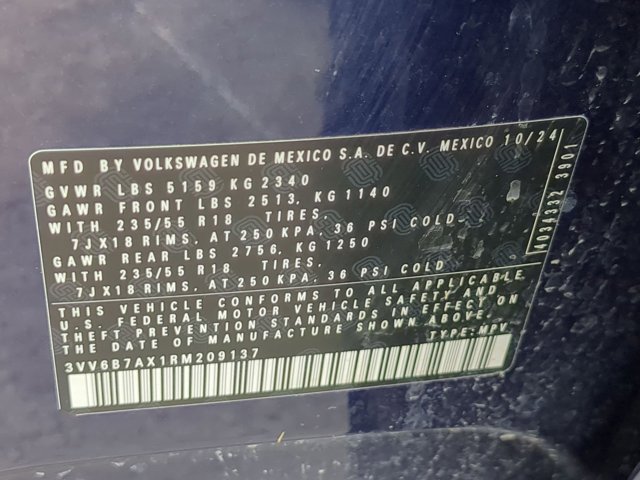 MFD BY VOLKSWAGEN DE MEXICO S.A. DE C.V. MEXICO 10/24
GVWR LBS 5159 KG 2340
GAWR FRONT LBS 2513, KG 1140
WITH 235/55 R18 TIRES.
7JX18 RIMS, AT 250 KPA, 36 PSI COLD
GAWR REAR LBS 2756, KG 1250
WITH 235/55 R18 TIRES.
7JX18 RIMS, AT 250 KPA, 36 PSI COLD
THIS VEHICLE CONFORMS TO ALL APPLICABLE
U.S. FEDERAL MOTOR VEHICLE SAFETY AND
THEFT PREVENTION STANDARDS IN EFFECT ON
THE DATE OF MANUFACTURE SHOWN ABOVE.
3VV6B7AX1RM209137 TYPE: MPV
A034332 3901